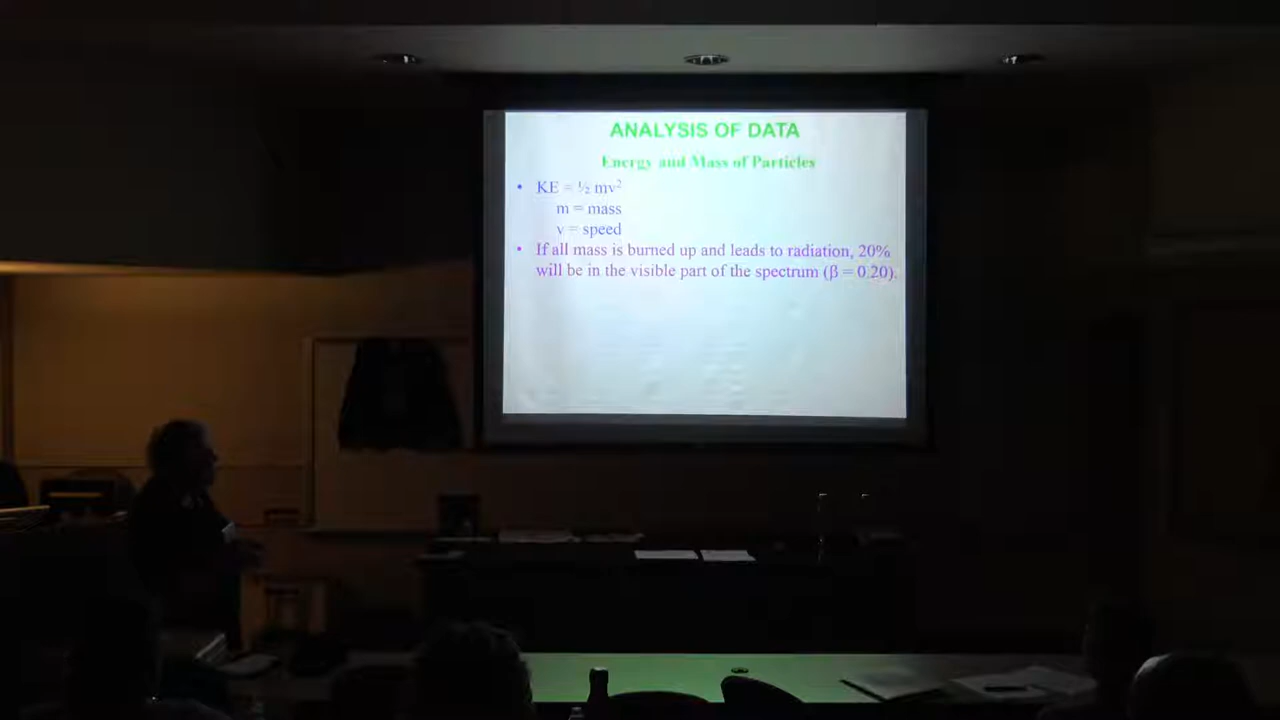 ANALYSIS OF DATA
Energy and Mass of Particles
• KE = ½ mv²
m = mass
v = speed
• If all mass is burned up and leads to radiation, 20%
will be in the visible part of the spectrum (β = 0.20).